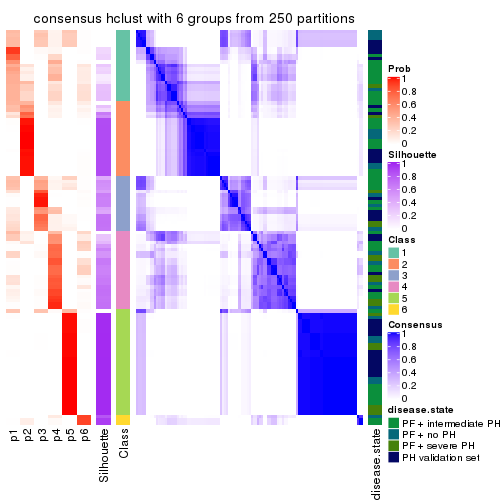 consensus hclust with 6 groups from 250 partitions
Prob
1
0.8
0.6
0.4
0.2
0
Silhouette
1
0.8
0.6
0.4
0.2
0
Class
1
2
3
4
5
6
Consensus
1
0.8
0.6
0.4
0.2
0
disease.state
PF + intermediate PH
PF + no PH
PF + severe PH
PH validation set
p1
p2
p3
p4
p5
p6
Silhouette
Class
disease.state